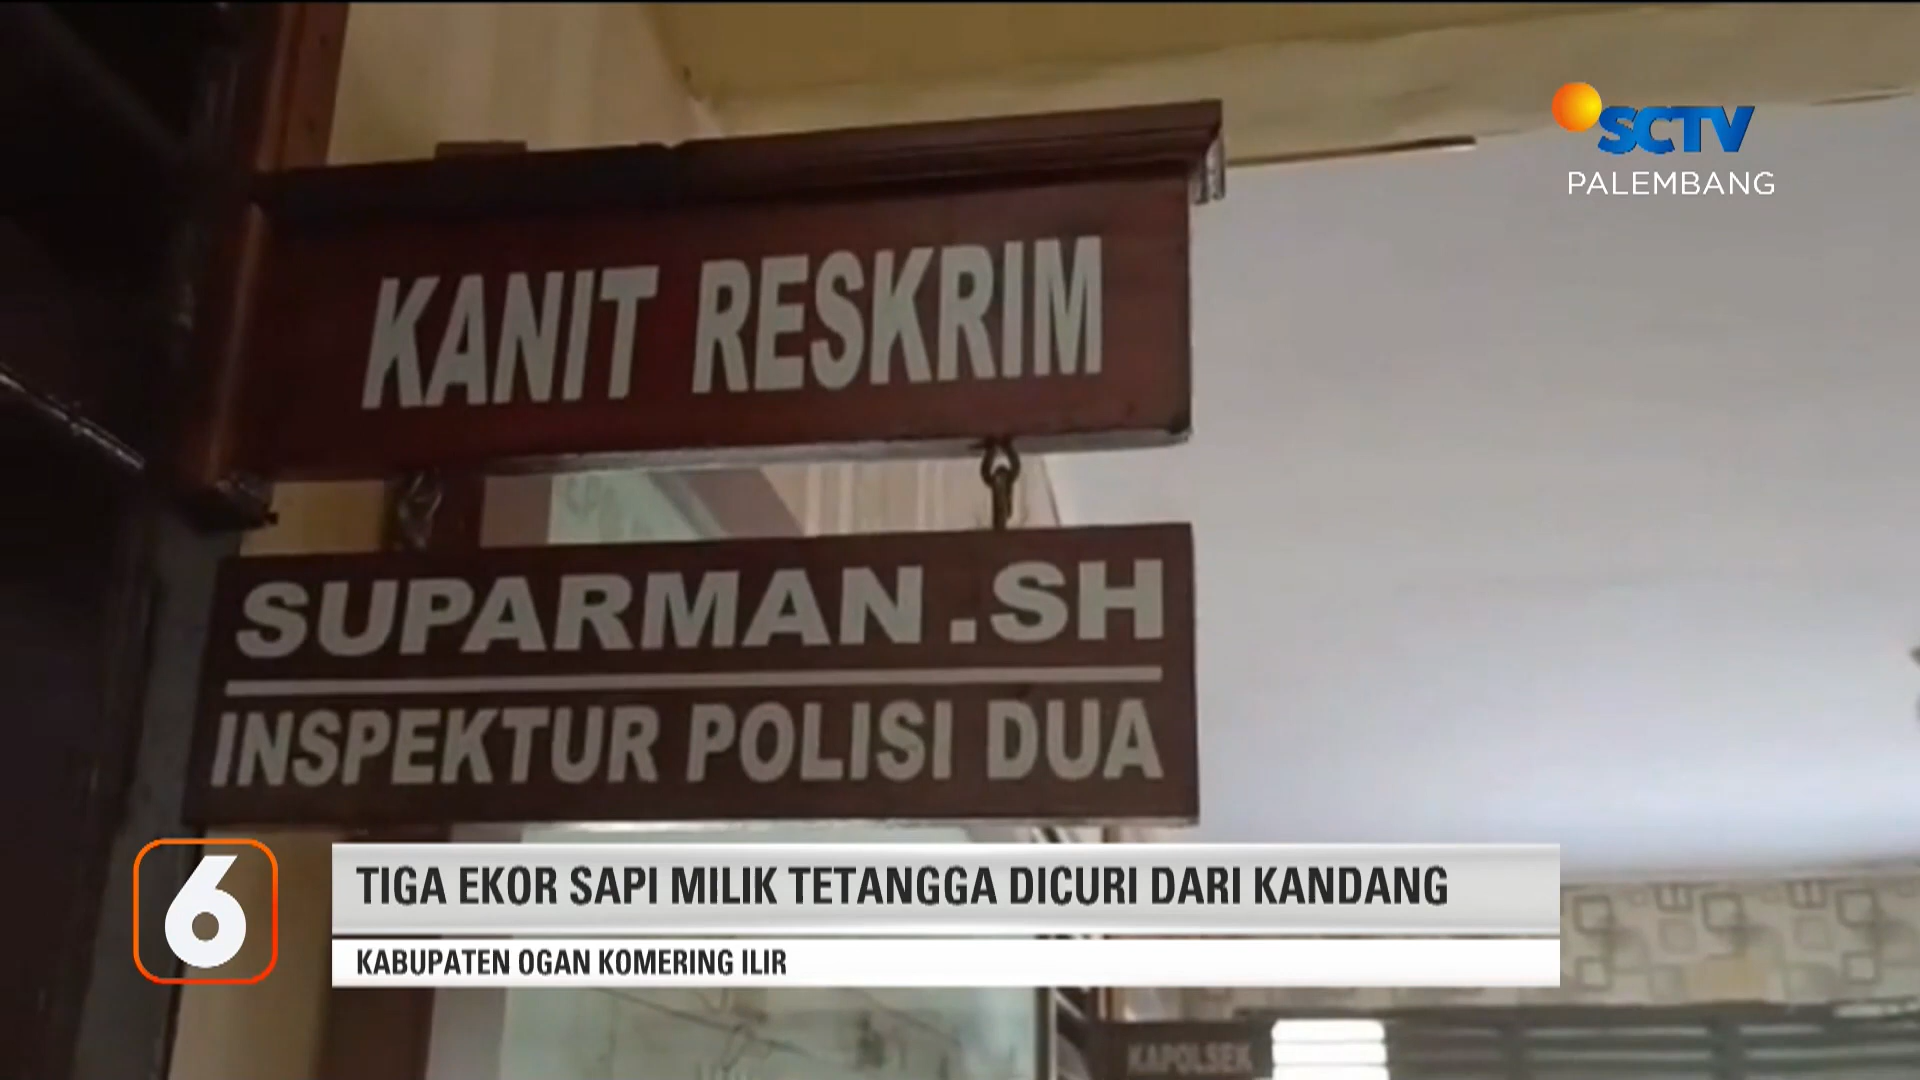 SCTV
PALEMBANG
KANIT RESKRIM
SUPARMAN .SH
INSPEKTUR POLISI DUA
6
TIGA EKOR SAPI MILIK TETANGGA DICURI DARI KANDANG
KABUPATEN OGAN KOMERING ILIR
KAPOLSEK